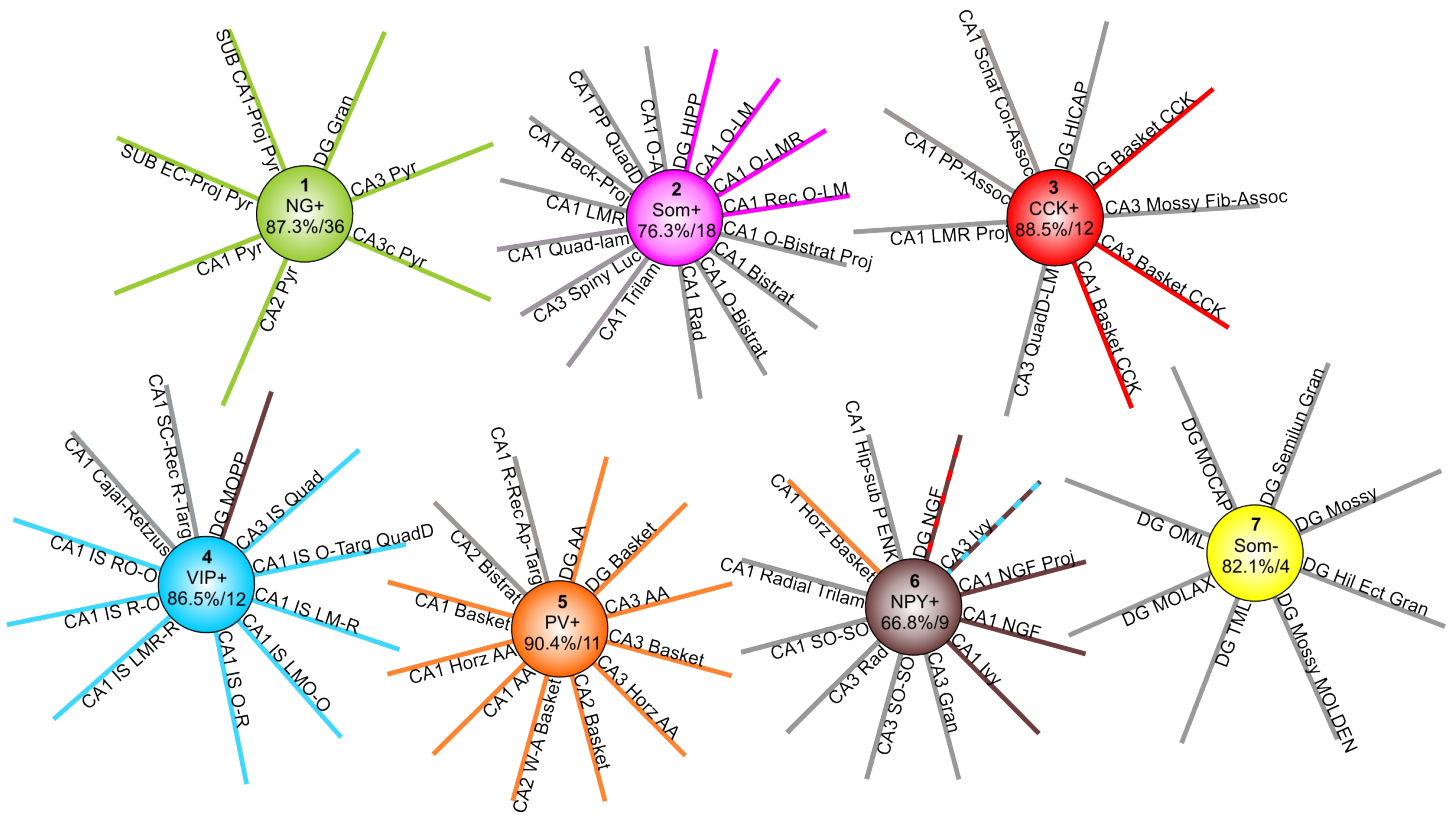 1
NG+
87.3%/36
SUB CA1-Proj Pyr
DG Gran
CA3 Pyr
CA3c Pyr
CA2 Pyr
CA1 Pyr
SUB EC-Proj Pyr
2
Som+
76.3%/18
CA1 O-A
DG HIPP
CA1 O-LM
CA1 O-LMR
CA1 Rec O-LM
CA1 O-Bistrat Proj
CA1 Bistrat
CA1 O-Bistrat
CA1 Rad
CA1 Trilam
CA3 Spiny Luc
CA1 Quad-lam
CA1 LMR
CA1 Back-Proj
CA1 PP QuadD
3
CCK+
88.5%/12
CA1 Schaf Col-Assoc
DG HICAP
DG Basket CCK
CA3 Mossy Fib-Assoc
CA3 Basket CCK
CA1 Basket CCK
CA3 QuadD-LM
CA1 LMR Proj
CA1 PP-Assoc
4
VIP+
86.5%/12
CA1 SC-Rec R-Targ
DG MOPP
CA3 IS Quad
CA1 IS O-Targ QuadD
CA1 IS LM-R
CA1 IS LMO-O
CA1 IS O-R
CA1 IS LMR-R
CA1 IS R-O
CA1 IS RO-O
CA1 Cajal-Retzius
5
PV+
90.4%/11
CA1 R-Rec Ap-Targ
DG AA
DG Basket
CA3 AA
CA3 Basket
CA3 Horz AA
CA2 Basket
CA2 W-A Basket
CA1 AA
CA1 Horz AA
CA1 Basket
CA2 Bistrat
6
NPY+
66.8%/9
CA1 Hip-sub P ENK
DG NGF
CA3 Ivy
CA1 NGF Proj
CA1 NGF
CA1 Ivy
CA3 Gran
CA3 SO-SO
CA3 Rad
CA1 SO-SO
CA1 Radial Trilam
CA1 Horz Basket
7
Som-
82.1%/4
DG MOCAP
DG Semilun Gran
DG Mossy
DG Hil Ect Gran
DG Mossy MOLDEN
DG TML
DG MOLAX
DG OML